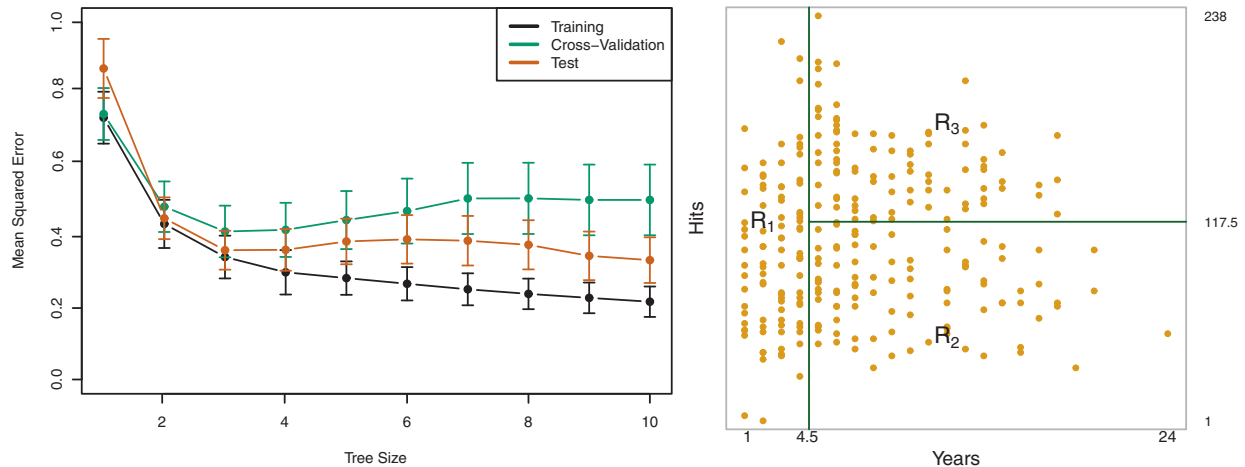 Mean Squared Error
1.0
0.8
0.6
0.4
0.2
0.0
2
4
6
8
10
Tree Size
Training
Cross−Validation
Test
Hits
R1
R3
R2
238
117.5
1
1
4.5
24
Years